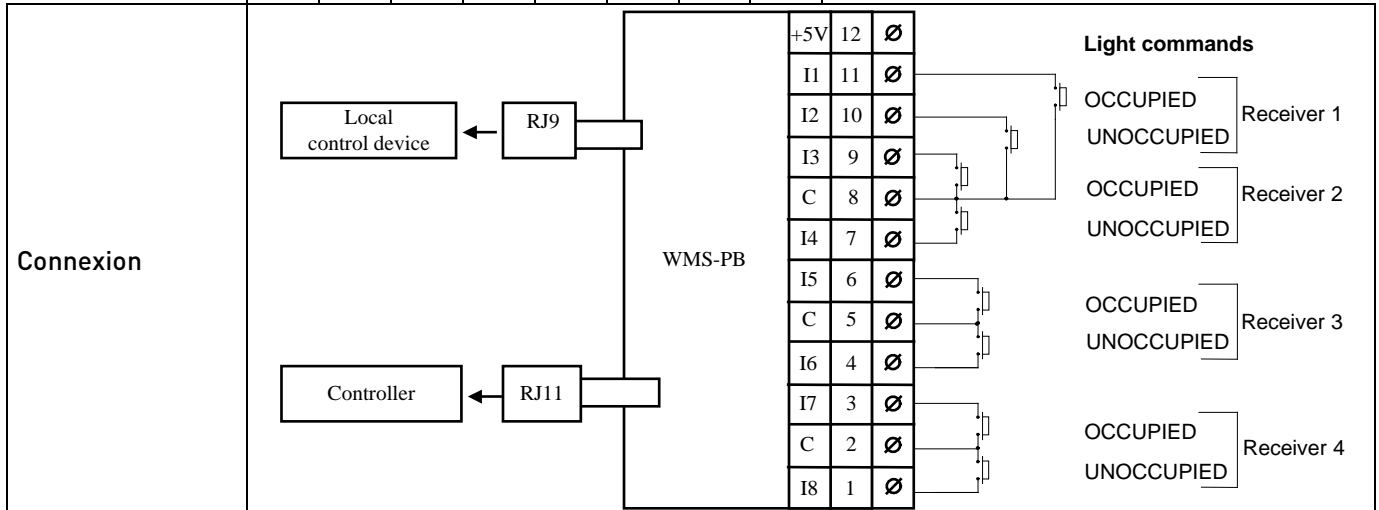 Connexion
Local
control device
RJ9
Controller
RJ11
WMS-PB
+5V 12 Ø
I1 11 Ø
I2 10 Ø
I3 9 Ø
C 8 Ø
I4 7 Ø
I5 6 Ø
C 5 Ø
I6 4 Ø
I7 3 Ø
C 2 Ø
I8 1 Ø
Light commands
OCCUPIED
UNOCCUPIED
Receiver 1
OCCUPIED
UNOCCUPIED
Receiver 2
OCCUPIED
UNOCCUPIED
Receiver 3
OCCUPIED
UNOCCUPIED
Receiver 4